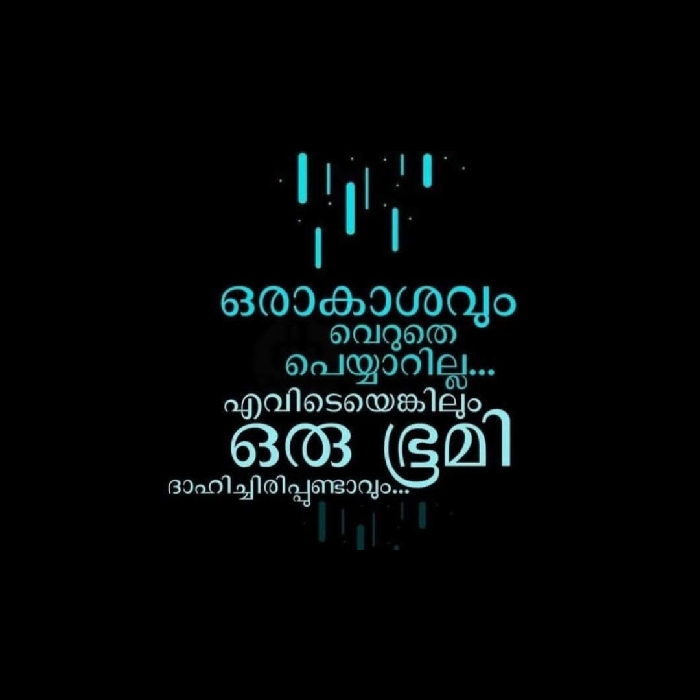 ഒരാകാശവും
വെറുതെ
പെയ്യാറില്ല...
എവിടെയെങ്കിലും
ഒരു ഭൂമി
ദാഹിച്ചിരിപ്പുണ്ടാവും...